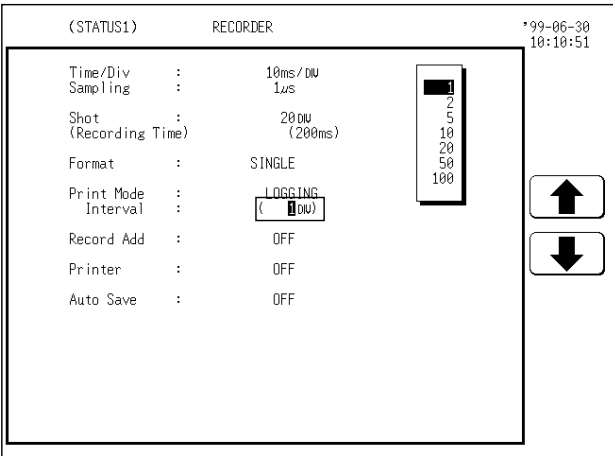 (STATUS1) RECORDER '99-06-30
10:10:51
Time/Div : 10ms/DIV
Sampling : 1μs
Shot : 20DIV
(Recording Time) (200ms)
Format : SINGLE
Print Mode : LOGGING
Interval : ( 1DIV)
Record Add : OFF
Printer : OFF
Auto Save : OFF
1
2
5
10
20
50
100